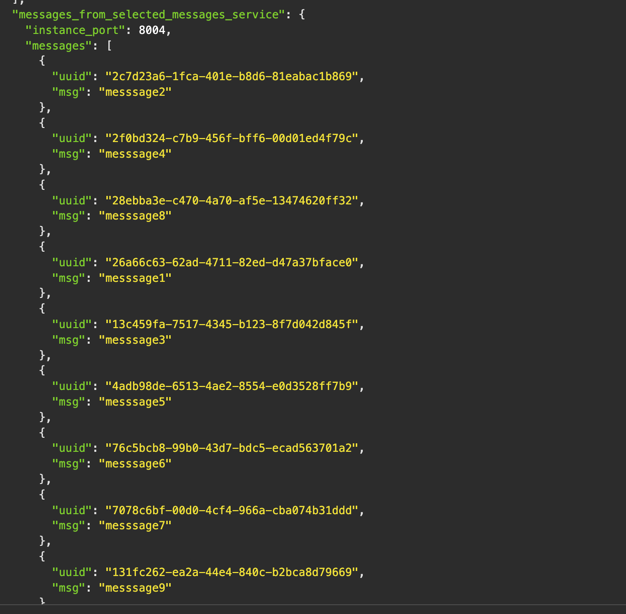 ],
"messages_from_selected_messages_service": {
"instance_port": 8004,
"messages": [
{
"uuid": "2c7d23a6-1fca-401e-b8d6-81eabac1b869",
"msg": "messsage2"
},
{
"uuid": "2f0bd324-c7b9-456f-bff6-00d01ed4f79c",
"msg": "messsage4"
},
{
"uuid": "28ebba3e-c470-4a70-af5e-13474620ff32",
"msg": "messsage8"
},
{
"uuid": "26a66c63-62ad-4711-82ed-d47a37bface0",
"msg": "messsage1"
},
{
"uuid": "13c459fa-7517-4345-b123-8f7d042d845f",
"msg": "messsage3"
},
{
"uuid": "4adb98de-6513-4ae2-8554-e0d3528ff7b9",
"msg": "messsage5"
},
{
"uuid": "76c5bcb8-99b0-43d7-bdc5-ecad563701a2",
"msg": "messsage6"
},
{
"uuid": "7078c6bf-00d0-4cf4-966a-cba074b31ddd",
"msg": "messsage7"
},
{
"uuid": "131fc262-ea2a-44e4-840c-b2bca8d79669",
"msg": "messsage9"
}